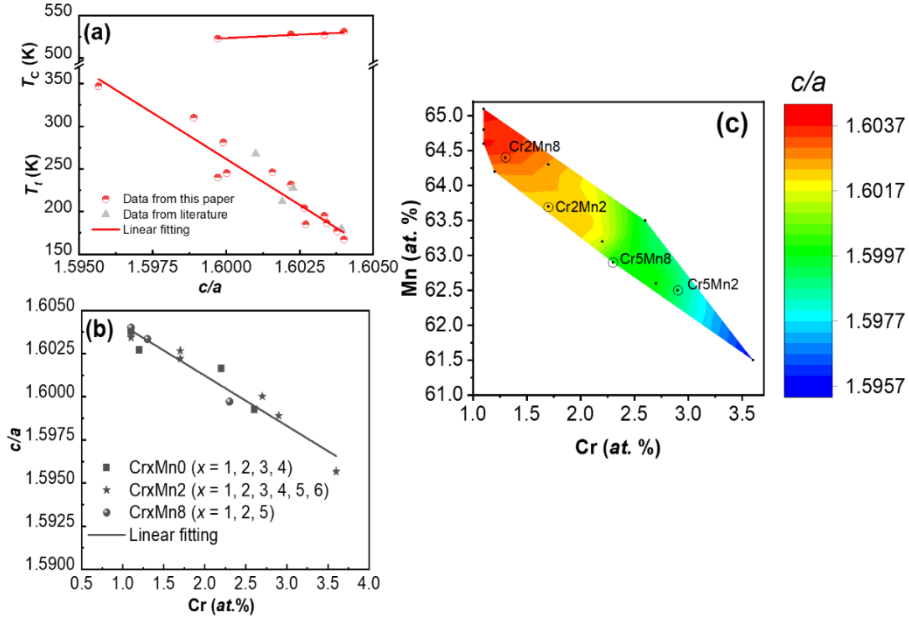 (a)
550
525
500
T_C (K)
350
300
250
200
150
T_t (K)
Data from this paper
Data from literature
Linear fitting
1.5950
1.5975
1.6000
1.6025
1.6050
c/a
(b)
1.6050
1.6025
1.6000
1.5975
1.5950
1.5925
1.5900
c/a
CrxMn0 (x = 1, 2, 3, 4)
CrxMn2 (x = 1, 2, 3, 4, 5, 6)
CrxMn8 (x = 1, 2, 5)
Linear fitting
0.5
1.0
1.5
2.0
2.5
3.0
3.5
4.0
Cr (at.%)
(c)
65.0
64.5
64.0
63.5
63.0
62.5
62.0
61.5
61.0
Mn (at. %)
Cr2Mn8
Cr2Mn2
Cr5Mn8
Cr5Mn2
1.0
1.5
2.0
2.5
3.0
3.5
Cr (at. %)
c/a
1.6037
1.6017
1.5997
1.5977
1.5957